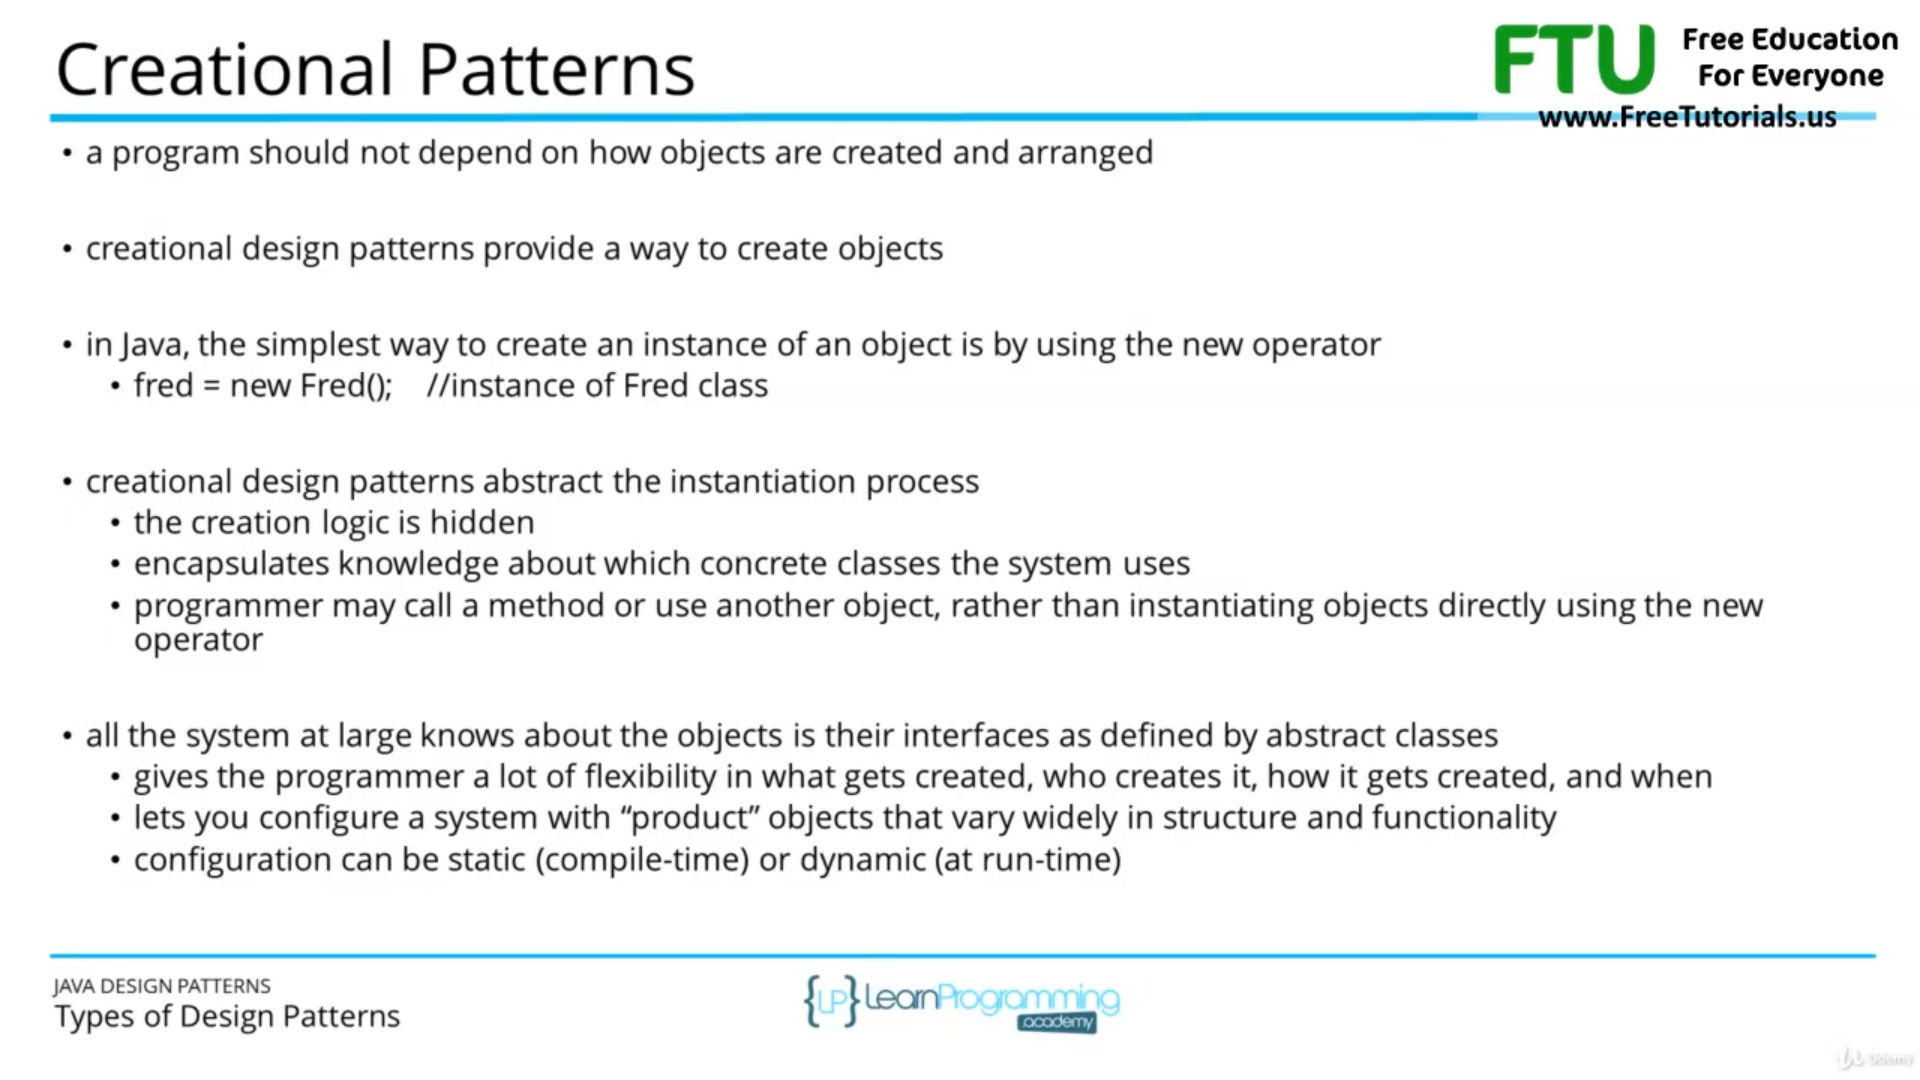 Creational Patterns
FTU Free Education
For Everyone
www.FreeTutorials.us
• a program should not depend on how objects are created and arranged
• creational design patterns provide a way to create objects
• in Java, the simplest way to create an instance of an object is by using the new operator
• fred = new Fred(); //instance of Fred class
• creational design patterns abstract the instantiation process
• the creation logic is hidden
• encapsulates knowledge about which concrete classes the system uses
• programmer may call a method or use another object, rather than instantiating objects directly using the new
operator
• all the system at large knows about the objects is their interfaces as defined by abstract classes
• gives the programmer a lot of flexibility in what gets created, who creates it, how it gets created, and when
• lets you configure a system with “product” objects that vary widely in structure and functionality
• configuration can be static (compile-time) or dynamic (at run-time)
JAVA DESIGN PATTERNS
Types of Design Patterns
{LP} LearnProgramming
.academy
Udemy